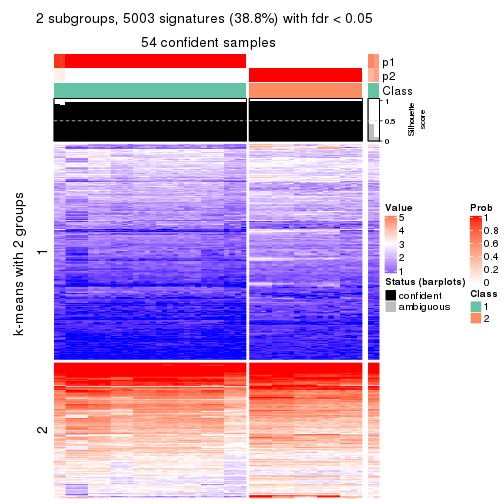 2 subgroups, 5003 signatures (38.8%) with fdr < 0.05
54 confident samples
p1
p2
Class
1
0.5
0
Silhouette
score
k-means with 2 groups
1
2
Value
5
4
3
2
1
Status (barplots)
confident
ambiguous
Prob
1
0.8
0.6
0.4
0.2
0
Class
1
2